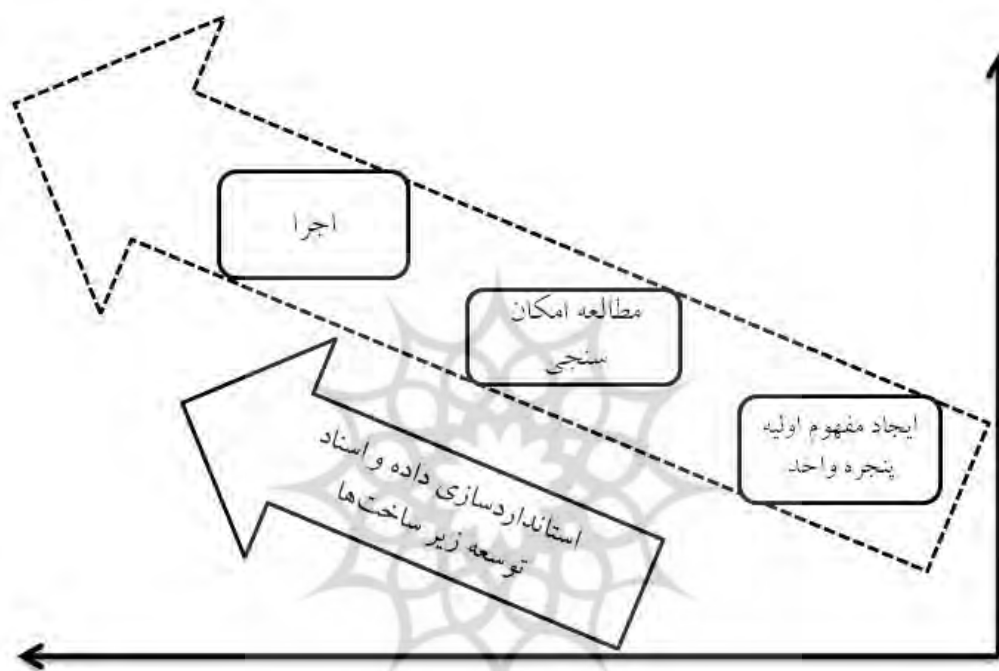 اجرا
مطالعه امکان
سنجی
ایجاد مفهوم اولیه
پنجره واحد
استانداردسازی داده و اسناد
توسعه زیر ساخت‌ها